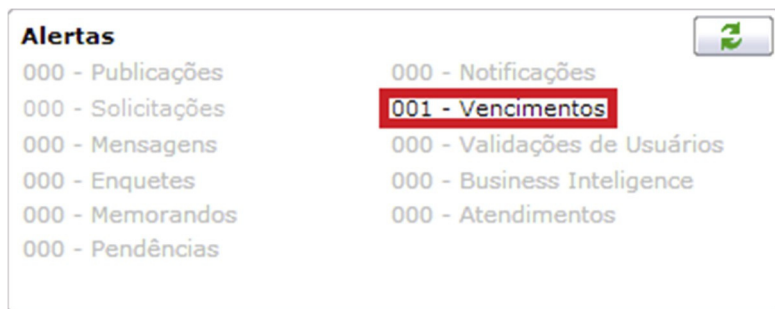 Alertas
000 - Publicações
000 - Notificações
000 - Solicitações
001 - Vencimentos
000 - Mensagens
000 - Validações de Usuários
000 - Enquetes
000 - Business Inteligence
000 - Memorandos
000 - Atendimentos
000 - Pendências